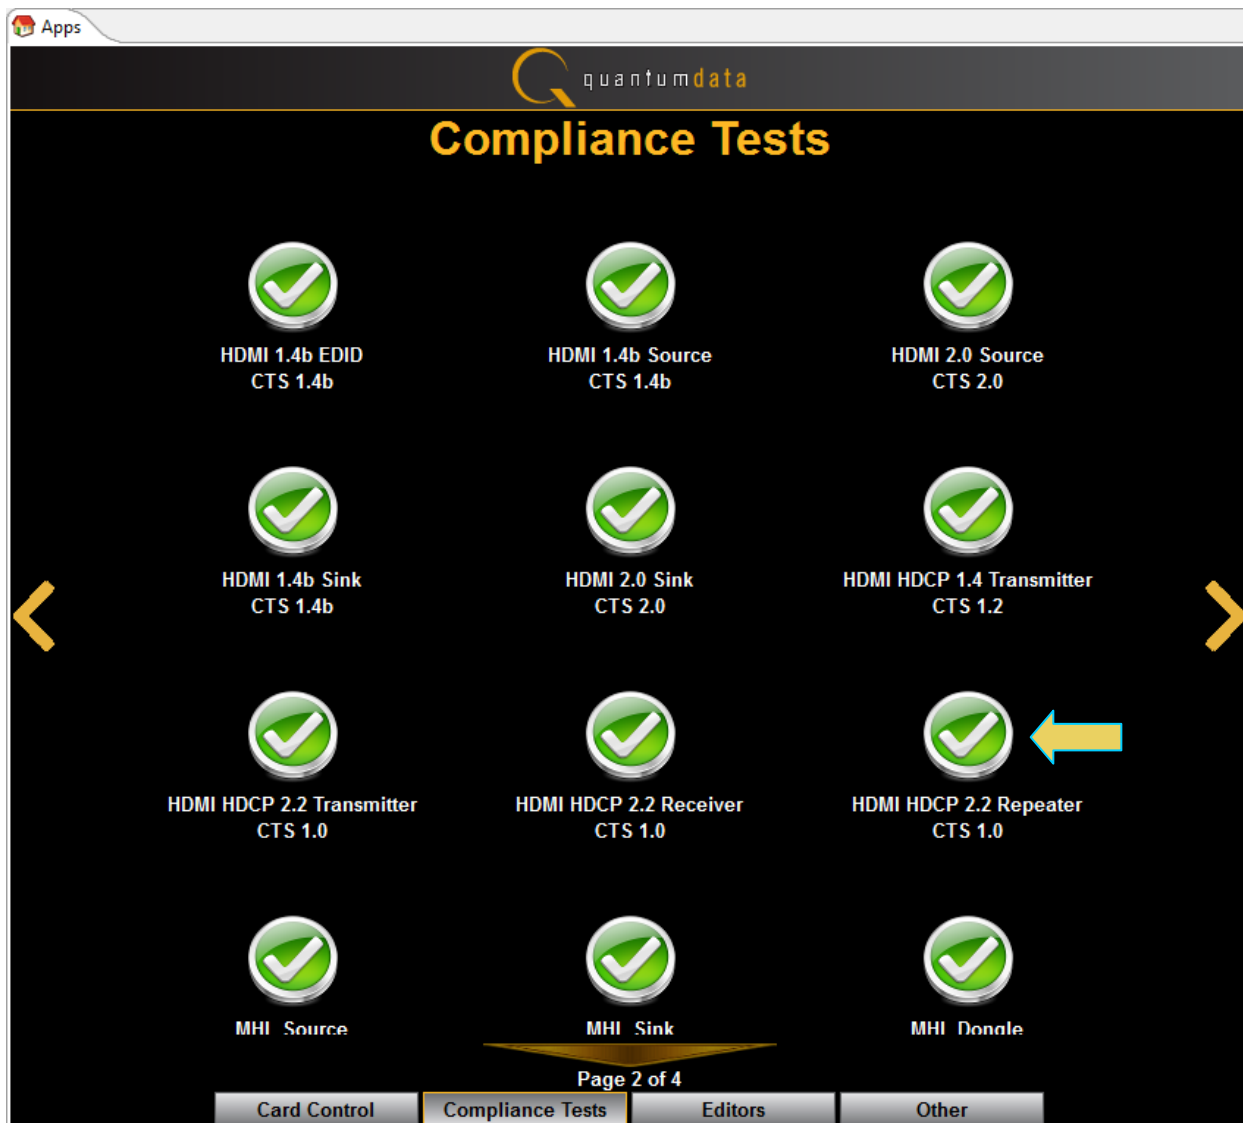 Apps
quantumdata
Compliance Tests
HDMI 1.4b EDID
CTS 1.4b
HDMI 1.4b Source
CTS 1.4b
HDMI 2.0 Source
CTS 2.0
HDMI 1.4b Sink
CTS 1.4b
HDMI 2.0 Sink
CTS 2.0
HDMI HDCP 1.4 Transmitter
CTS 1.2
HDMI HDCP 2.2 Transmitter
CTS 1.0
HDMI HDCP 2.2 Receiver
CTS 1.0
HDMI HDCP 2.2 Repeater
CTS 1.0
MHL Source
MHL Sink
MHL Dongle
Page 2 of 4
Card Control
Compliance Tests
Editors
Other